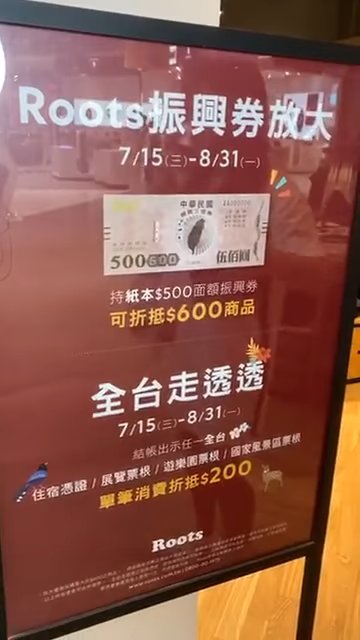 Roots振興券放大
7/15(三)-8/31(一)
中華民國
500 600
伍佰圓
持紙本$500面額振興券
可折抵$600商品
全台走透透
7/15(三)-8/31(一)
結帳出示任一全台
住宿憑證 / 展覽票根 / 遊樂園票根 / 國家風景區票根
單筆消費折抵$200
Roots